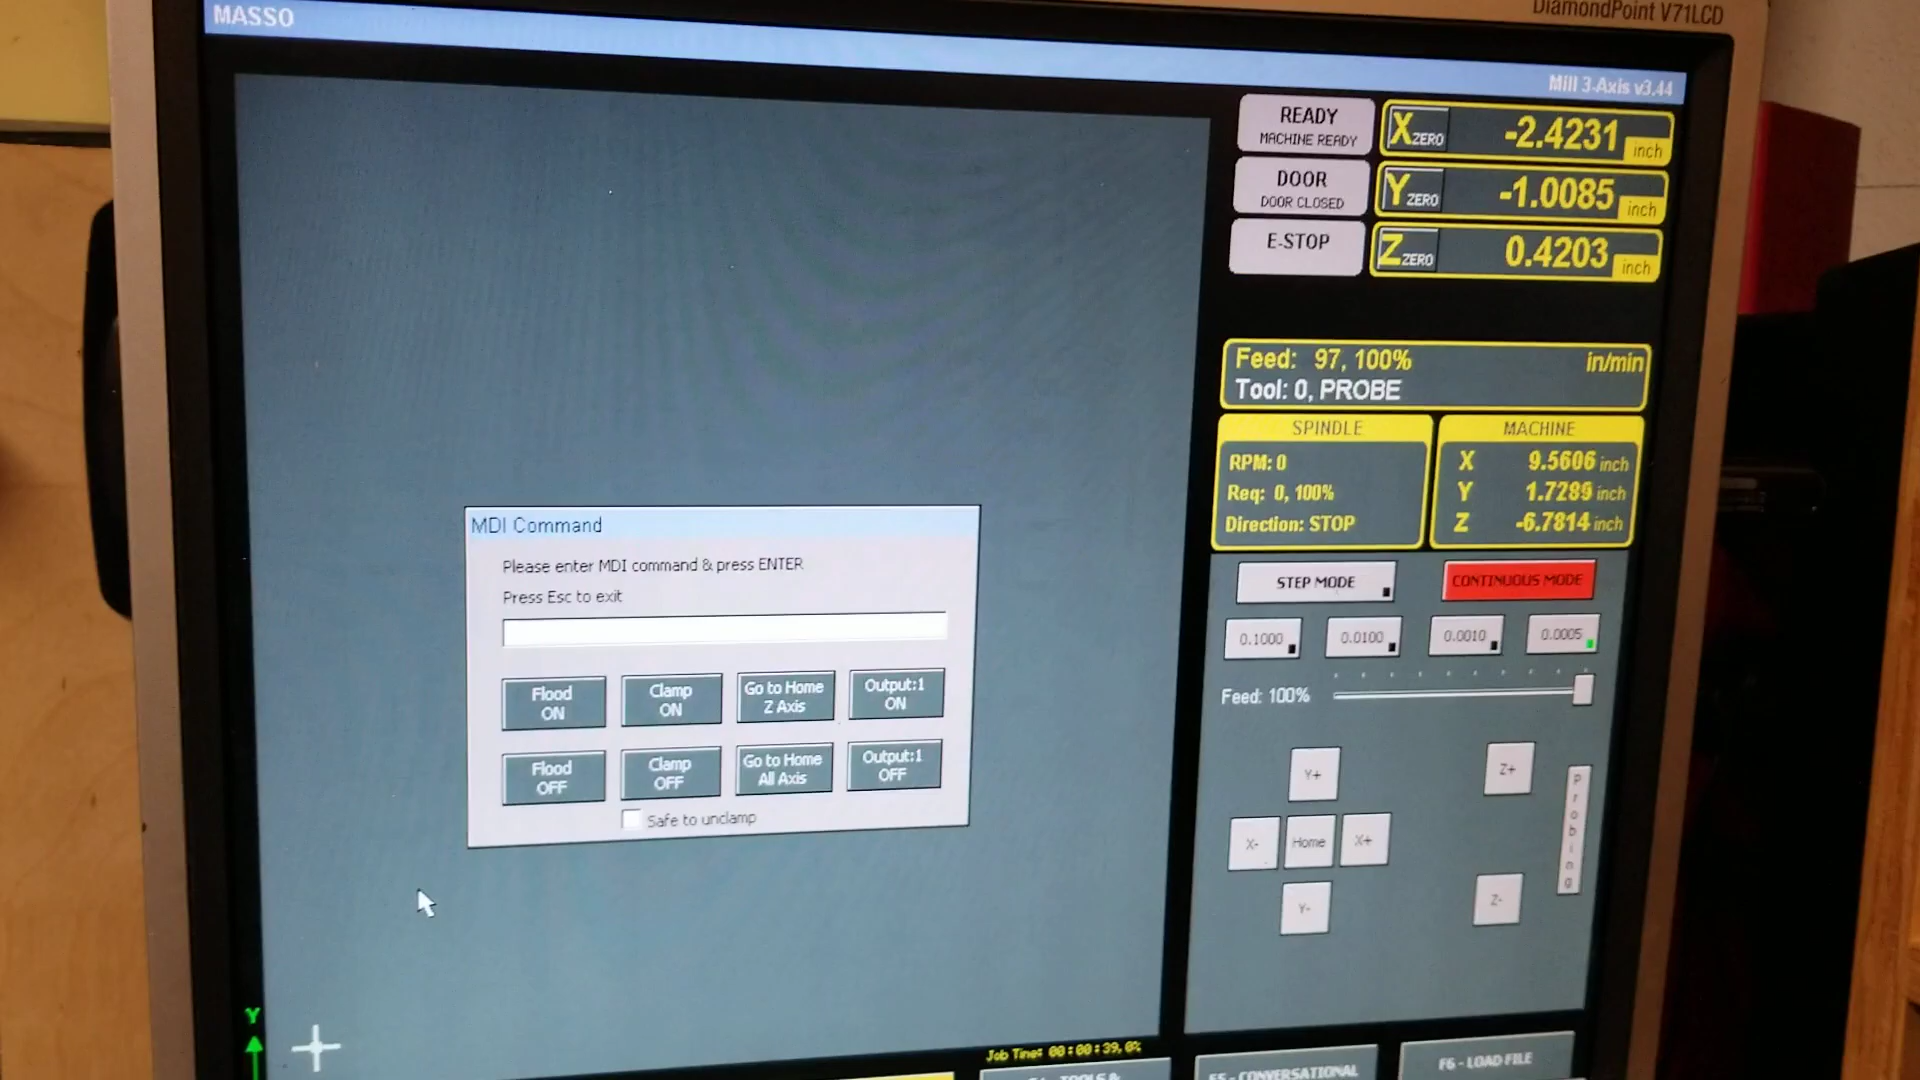 DiamondPoint V71LCD
MASSO
Mill 3-Axis v3.44
READY
MACHINE READY
X ZERO -2.4231 inch
DOOR
DOOR CLOSED
Y ZERO -1.0085 inch
E-STOP
Z ZERO 0.4203 inch
Feed: 97, 100% in/min
Tool: 0, PROBE
SPINDLE
RPM: 0
Req: 0, 100%
Direction: STOP
MACHINE
X 9.5606 inch
Y 1.7289 inch
Z -6.7814 inch
MDI Command
Please enter MDI command & press ENTER
Press Esc to exit
Flood ON
Clamp ON
Go to Home Z Axis
Output:1 ON
Flood OFF
Clamp OFF
Go to Home All Axis
Output:1 OFF
Safe to unclamp
STEP MODE
CONTINUOUS MODE
0.1000
0.0100
0.0010
0.0005
Feed: 100%
Y+
Z+
X-
Home
X+
Probing
Y-
Z-
Y
Job Time: 00:00:39,0%
F5 - CONVERSATIONAL
F6 - LOAD FILE